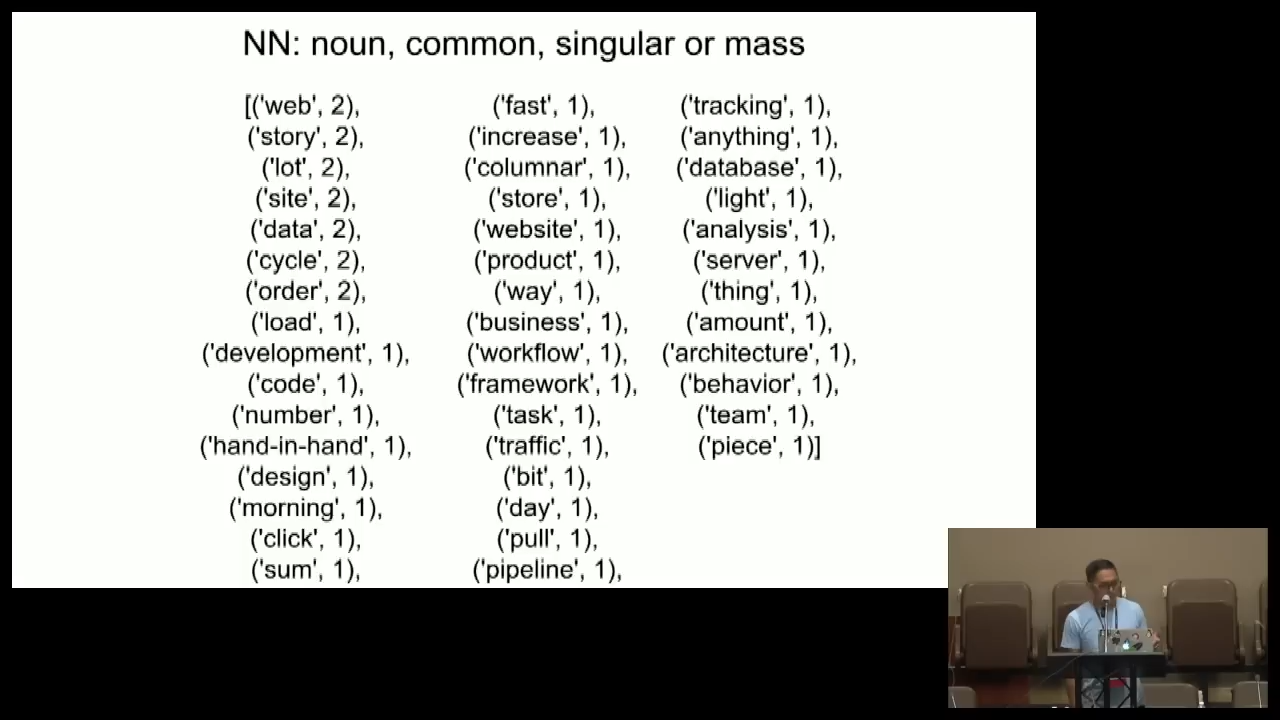 NN: noun, common, singular or mass
[('web', 2),
('story', 2),
('lot', 2),
('site', 2),
('data', 2),
('cycle', 2),
('order', 2),
('load', 1),
('development', 1),
('code', 1),
('number', 1),
('hand-in-hand', 1),
('design', 1),
('morning', 1),
('click', 1),
('sum', 1),
('fast', 1),
('increase', 1),
('columnar', 1),
('store', 1),
('website', 1),
('product', 1),
('way', 1),
('business', 1),
('workflow', 1),
('framework', 1),
('task', 1),
('traffic', 1),
('bit', 1),
('day', 1),
('pull', 1),
('pipeline', 1),
('tracking', 1),
('anything', 1),
('database', 1),
('light', 1),
('analysis', 1),
('server', 1),
('thing', 1),
('amount', 1),
('architecture', 1),
('behavior', 1),
('team', 1),
('piece', 1)]